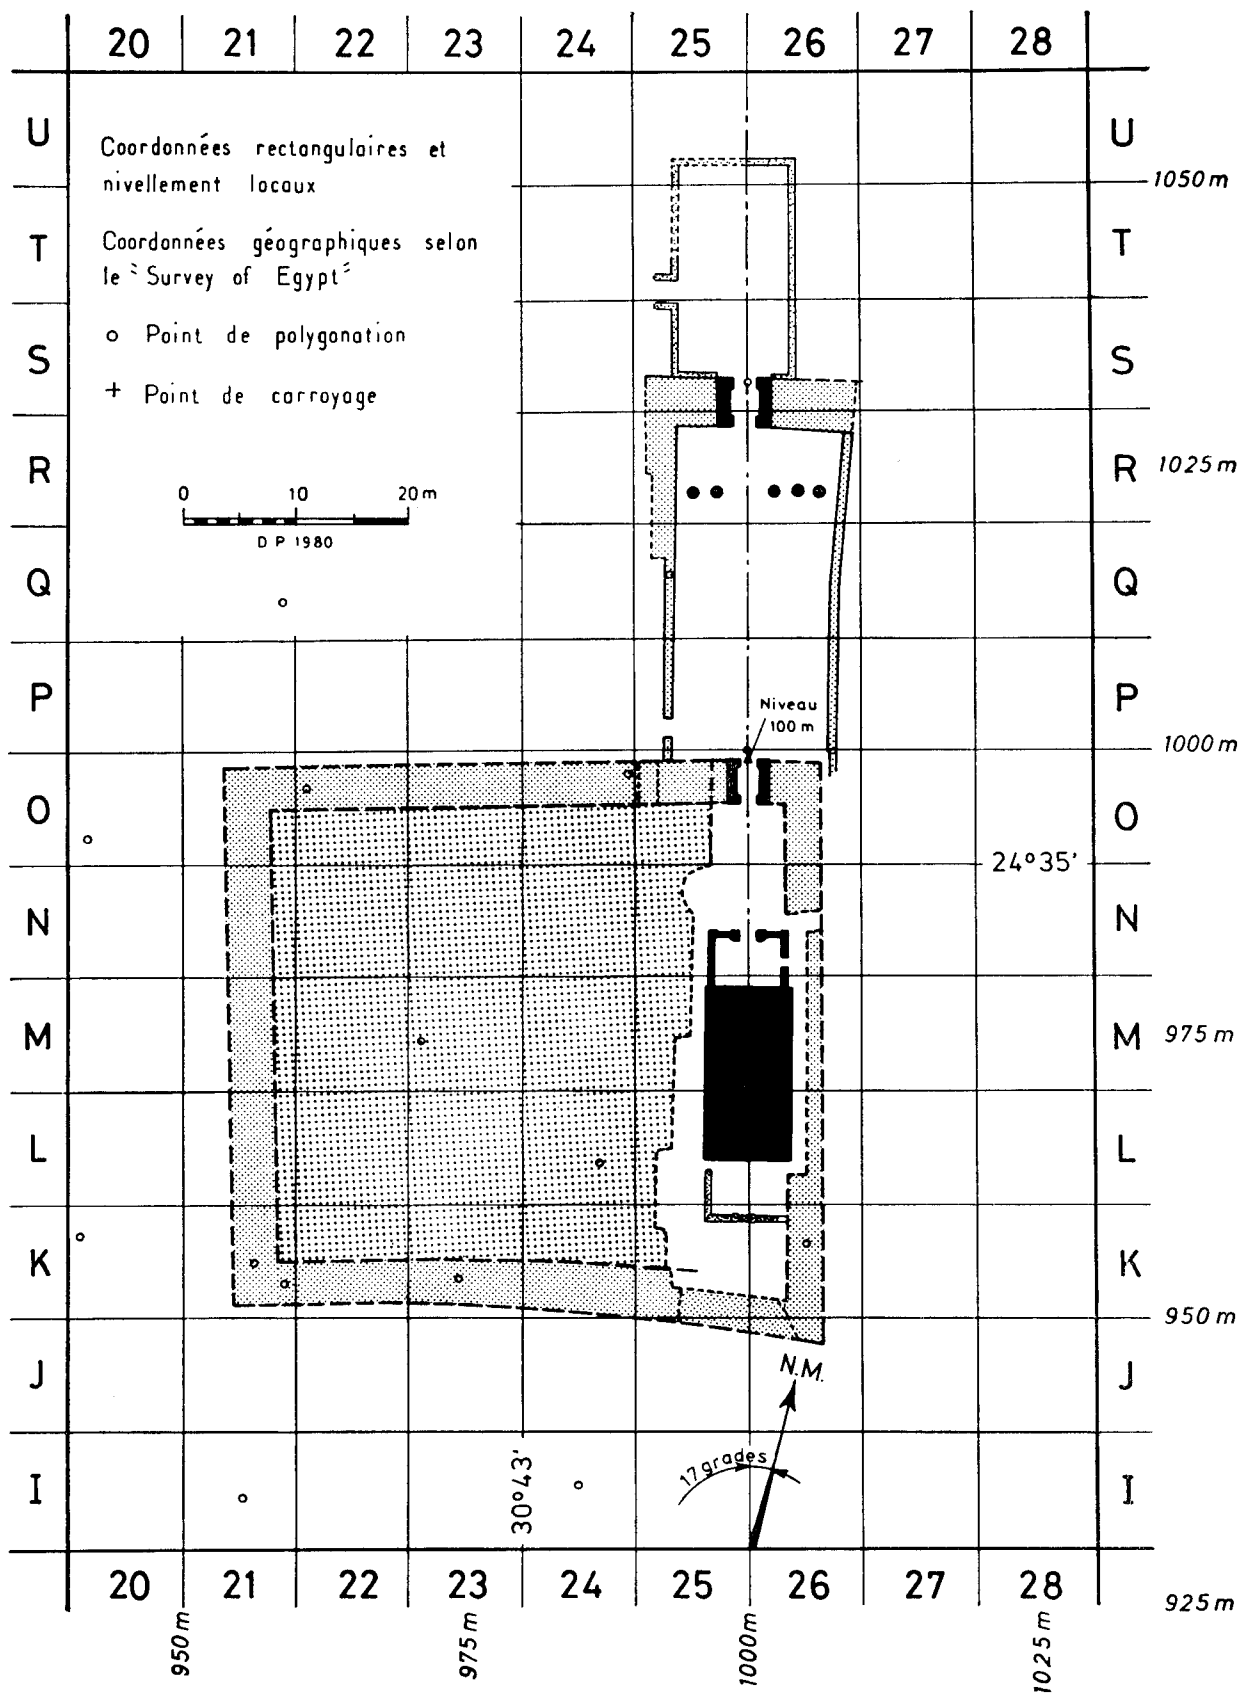 20 21 22 23 24 25 26 27 28
U U
Coordonnées rectangulaires et
nivellement locaux
1050 m
T T
Coordonnées géographiques selon
le "Survey of Egypt"
S S
o Point de polygonation
+ Point de carroyage
R R
1025 m
0 10 20 m
D P 1980
Q Q
P P
Niveau
100 m
1000 m
O O
24°35'
N N
M M
975 m
L L
K K
950 m
J J
N.M.
17 grades
30°43'
I I
20 21 22 23 24 25 26 27 28
925 m
950 m 975 m 1000 m 1025 m